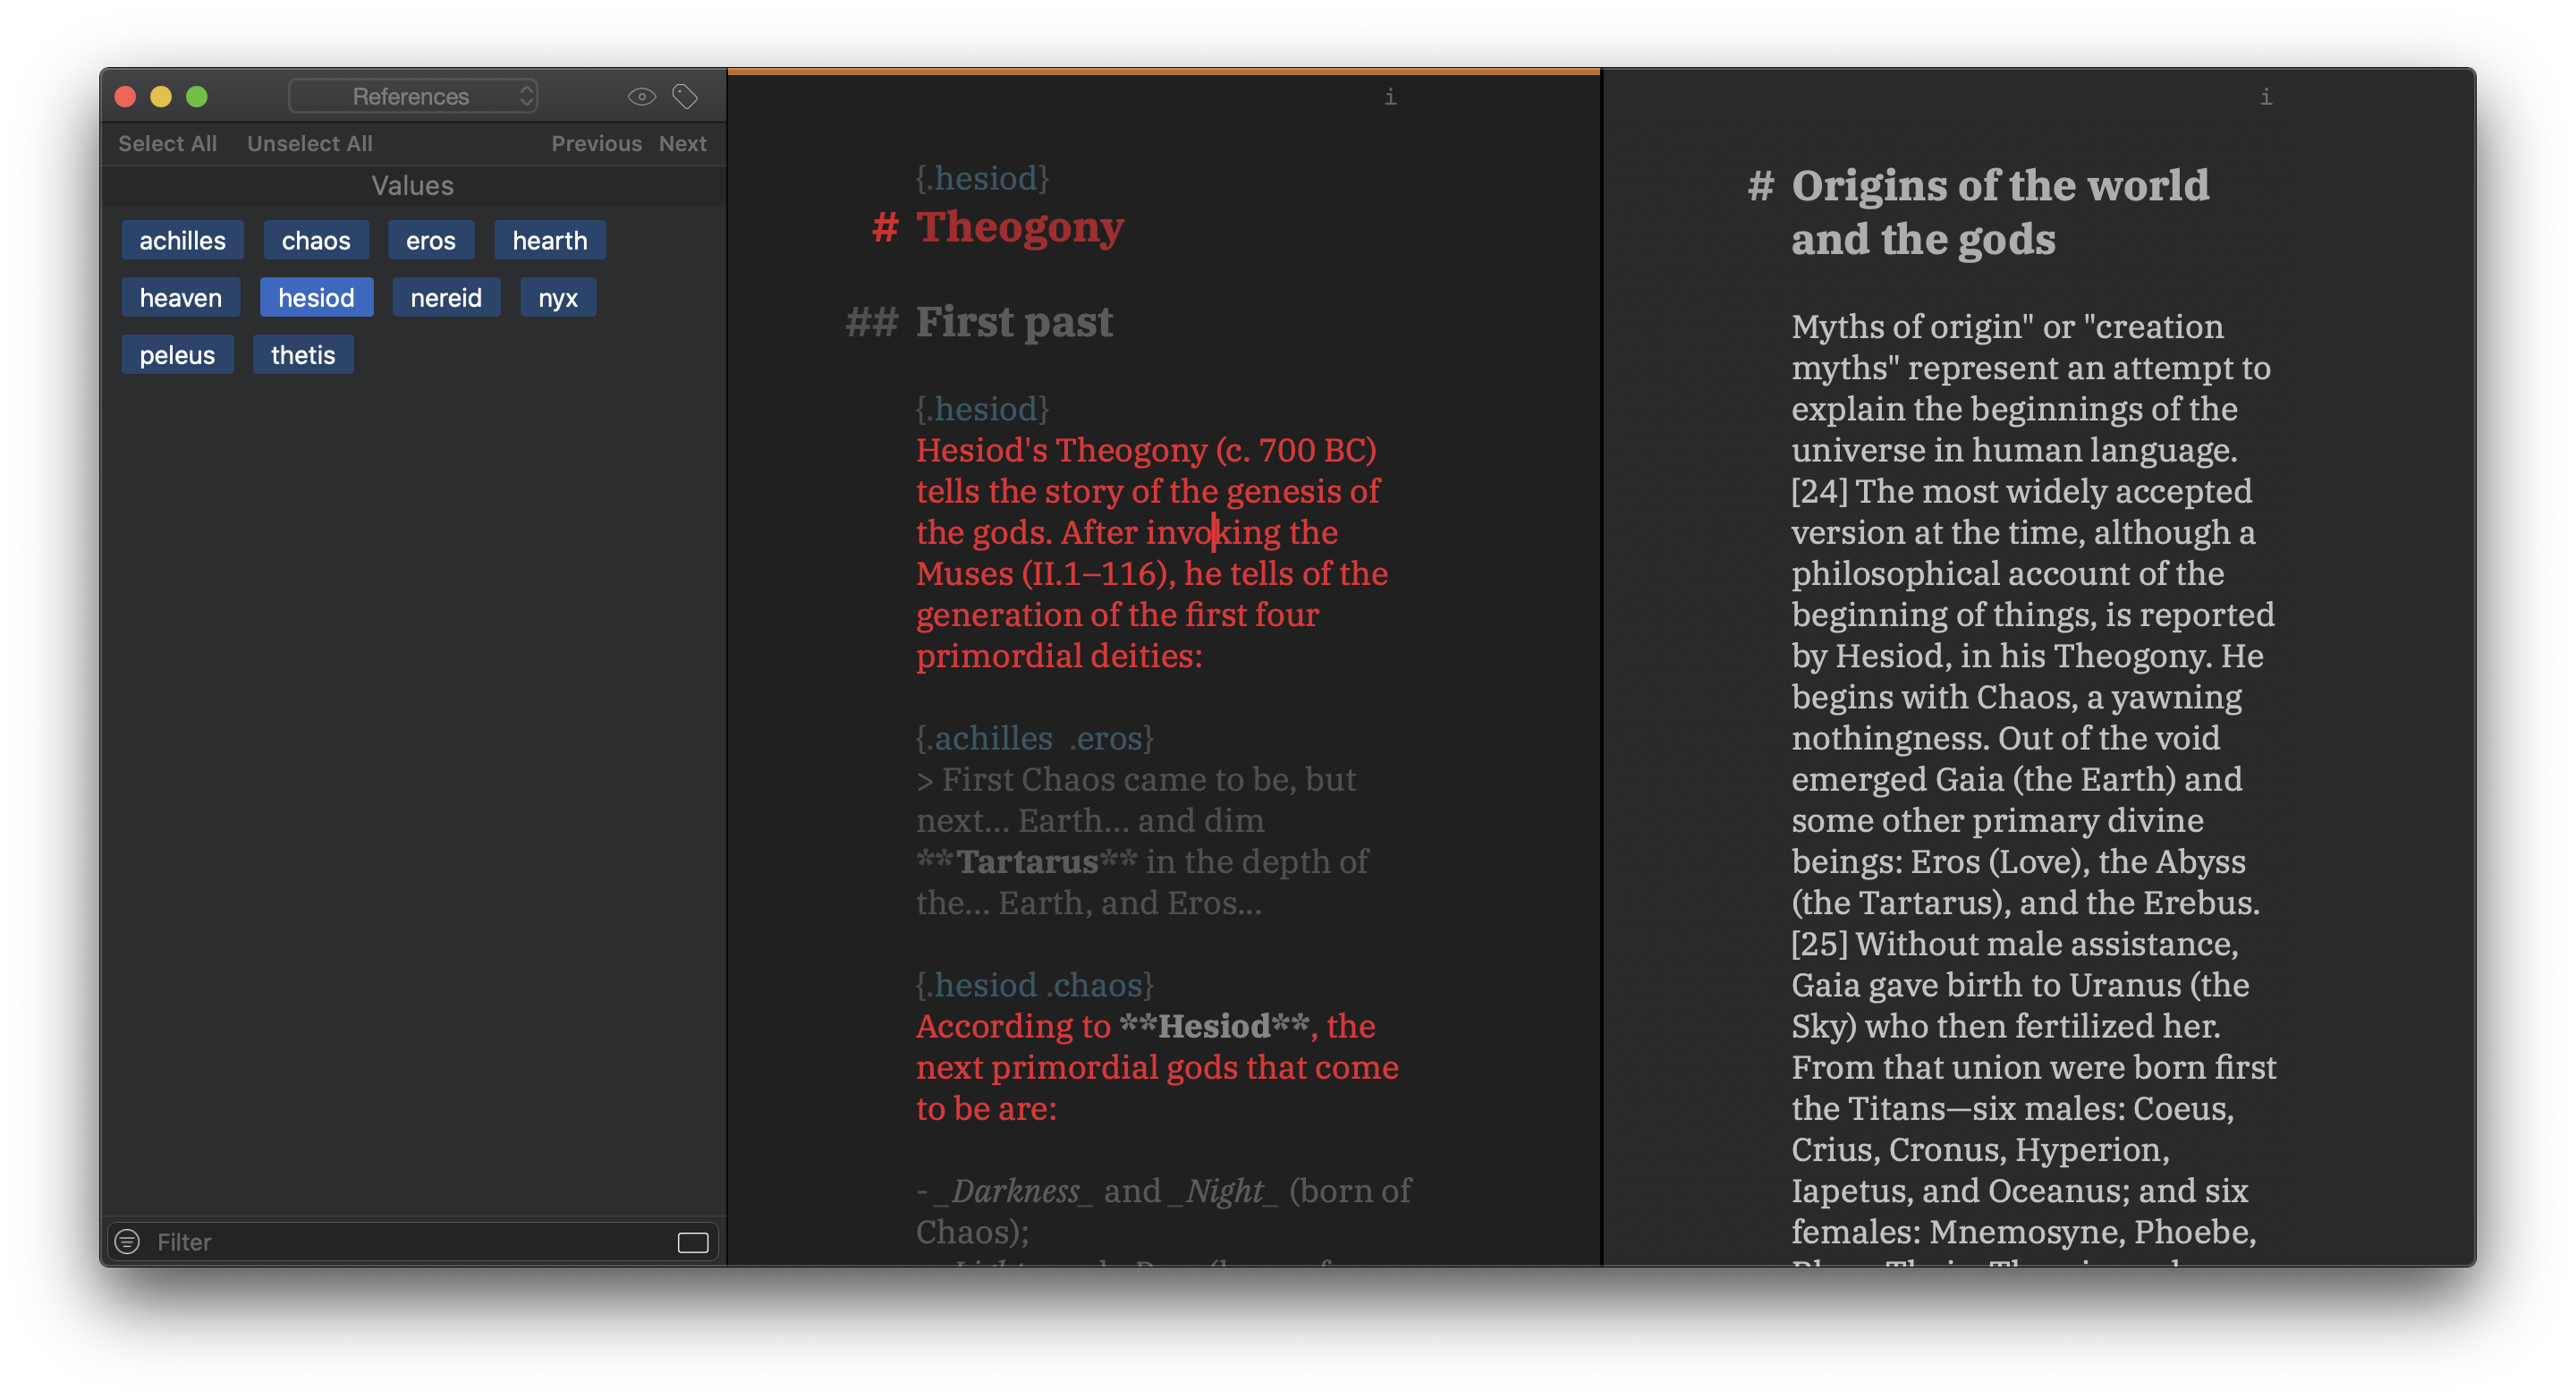 References
Select All Unselect All Previous Next
Values
achilles chaos eros hearth
heaven hesiod nereid nyx
peleus thetis
Filter
i
{.hesiod}
# Theogony
## First past
{.hesiod}
Hesiod's Theogony (c. 700 BC)
tells the story of the genesis of
the gods. After invoking the
Muses (II.1–116), he tells of the
generation of the first four
primordial deities:
{.achilles  .eros}
> First Chaos came to be, but
next... Earth... and dim
**Tartarus** in the depth of
the... Earth, and Eros...
{.hesiod .chaos}
According to **Hesiod**, the
next primordial gods that come
to be are:
- _Darkness_ and _Night_ (born of
Chaos);
i
# Origins of the world
and the gods
Myths of origin" or "creation
myths" represent an attempt to
explain the beginnings of the
universe in human language.
[24] The most widely accepted
version at the time, although a
philosophical account of the
beginning of things, is reported
by Hesiod, in his Theogony. He
begins with Chaos, a yawning
nothingness. Out of the void
emerged Gaia (the Earth) and
some other primary divine
beings: Eros (Love), the Abyss
(the Tartarus), and the Erebus.
[25] Without male assistance,
Gaia gave birth to Uranus (the
Sky) who then fertilized her.
From that union were born first
the Titans—six males: Coeus,
Crius, Cronus, Hyperion,
Iapetus, and Oceanus; and six
females: Mnemosyne, Phoebe,